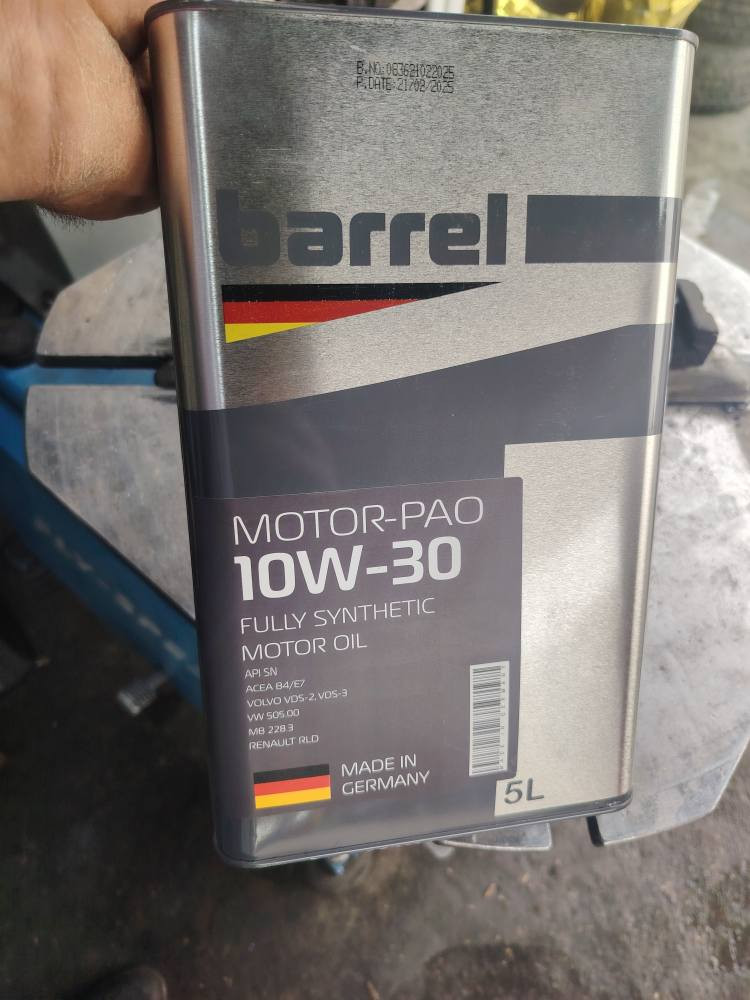 B.NO:083621022025
P.DATE:21/02/2025
barrel
MOTOR-PAO
10W-30
FULLY SYNTHETIC
MOTOR OIL
API SN
ACEA B4/E7
VOLVO VDS-2, VDS-3
VW 505.00
MB 228.3
RENAULT RLD
MADE IN
GERMANY
5L